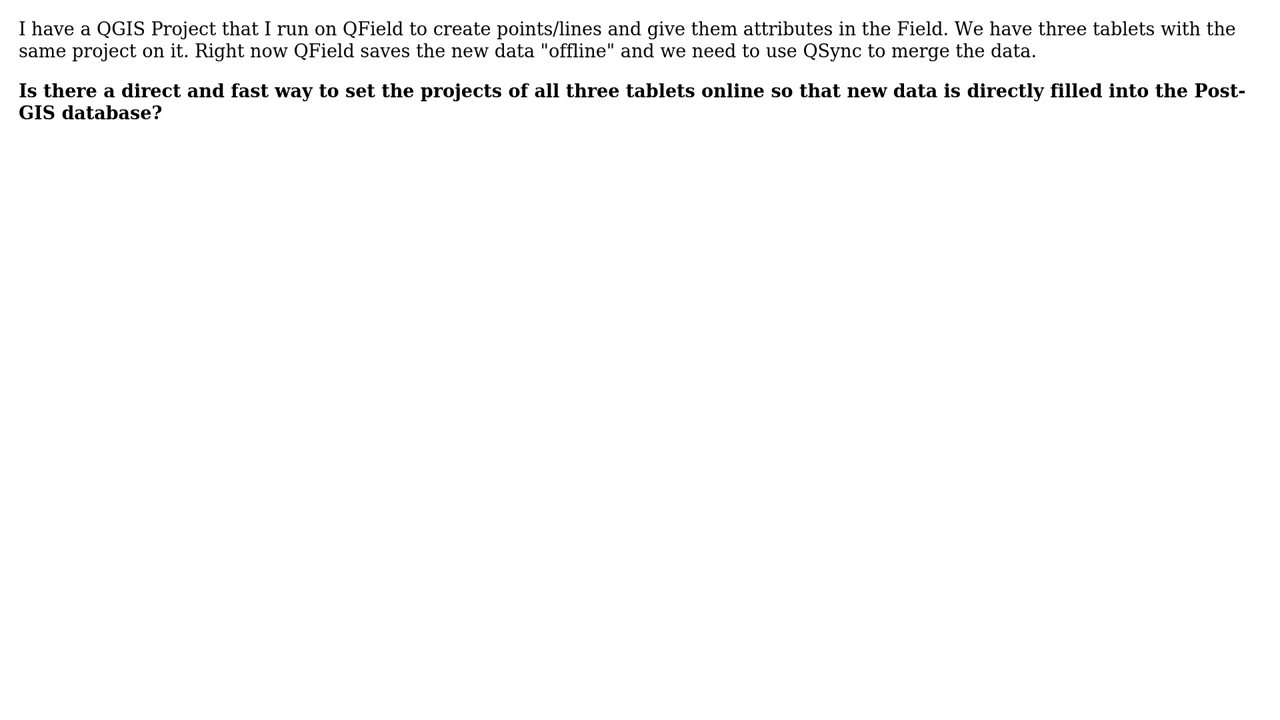 I have a QGIS Project that I run on QField to create points/lines and give them attributes in the Field. We have three tablets with the
same project on it. Right now QField saves the new data "offline" and we need to use QSync to merge the data.
Is there a direct and fast way to set the projects of all three tablets online so that new data is directly filled into the Post-
GIS database?